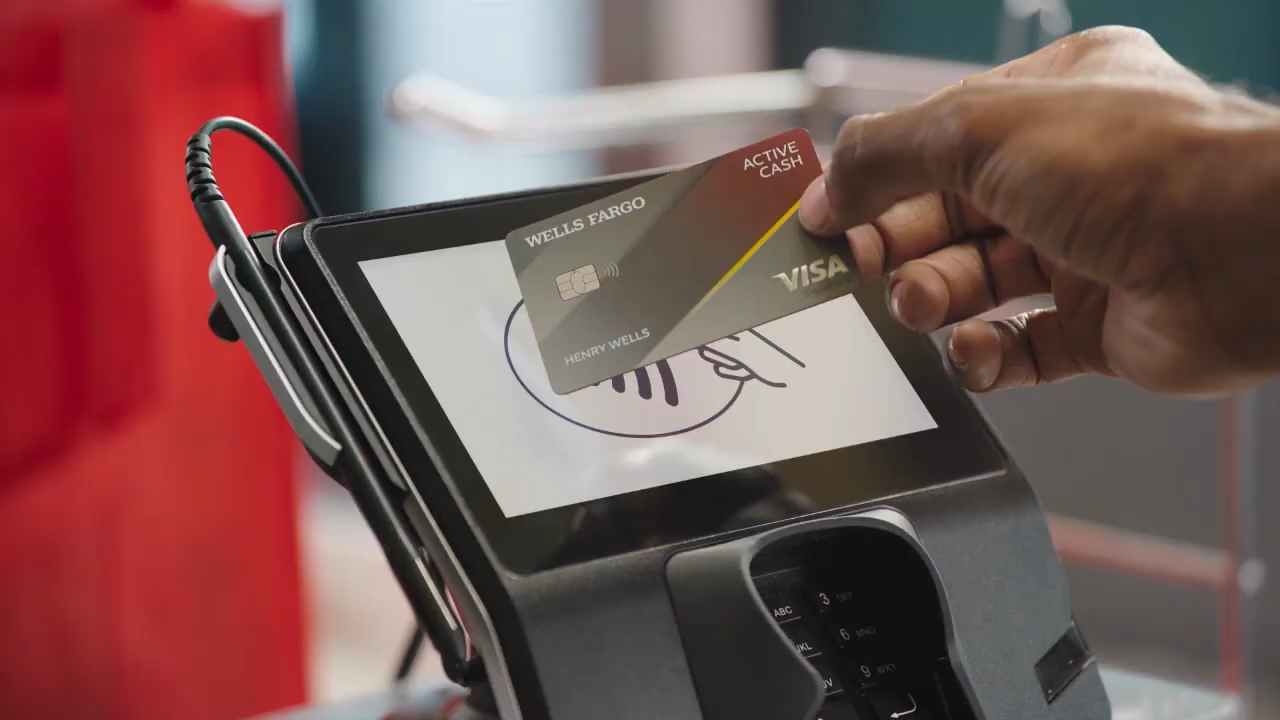 ACTIVE
CASH
WELLS FARGO
VISA
HENRY WELLS
ABC
3 DEF
6 MNO
9 WXY